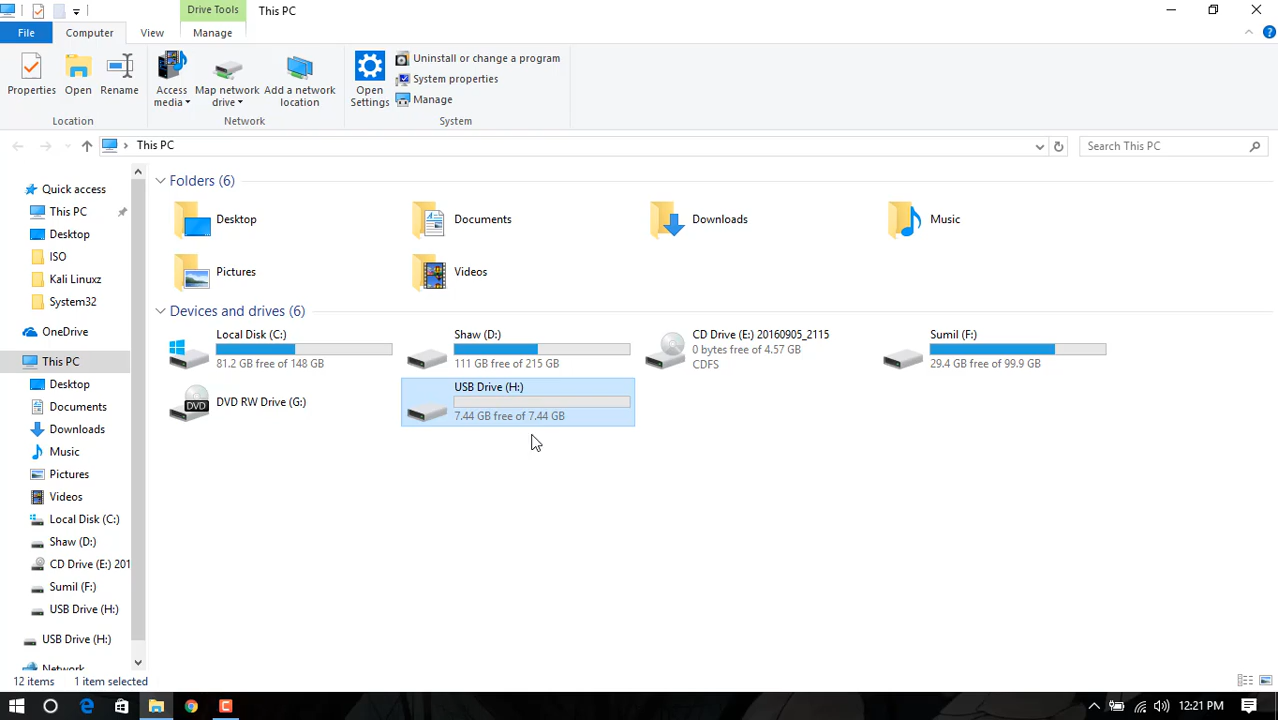 Drive Tools
This PC
File
Computer
View
Manage
Properties
Open
Rename
Location
Access media
Map network drive
Add a network location
Network
Open Settings
Uninstall or change a program
System properties
Manage
System
This PC
Search This PC
Quick access
This PC
Desktop
ISO
Kali Linuxz
System32
OneDrive
This PC
Desktop
Documents
Downloads
Music
Pictures
Videos
Local Disk (C:)
Shaw (D:)
CD Drive (E:) 201
Sumil (F:)
USB Drive (H:)
USB Drive (H:)
Network
Folders (6)
Desktop
Documents
Downloads
Music
Pictures
Videos
Devices and drives (6)
Local Disk (C:)
81.2 GB free of 148 GB
Shaw (D:)
111 GB free of 215 GB
CD Drive (E:) 20160905_2115
0 bytes free of 4.57 GB
CDFS
Sumil (F:)
29.4 GB free of 99.9 GB
DVD
DVD RW Drive (G:)
USB Drive (H:)
7.44 GB free of 7.44 GB
12 items
1 item selected
12:21 PM